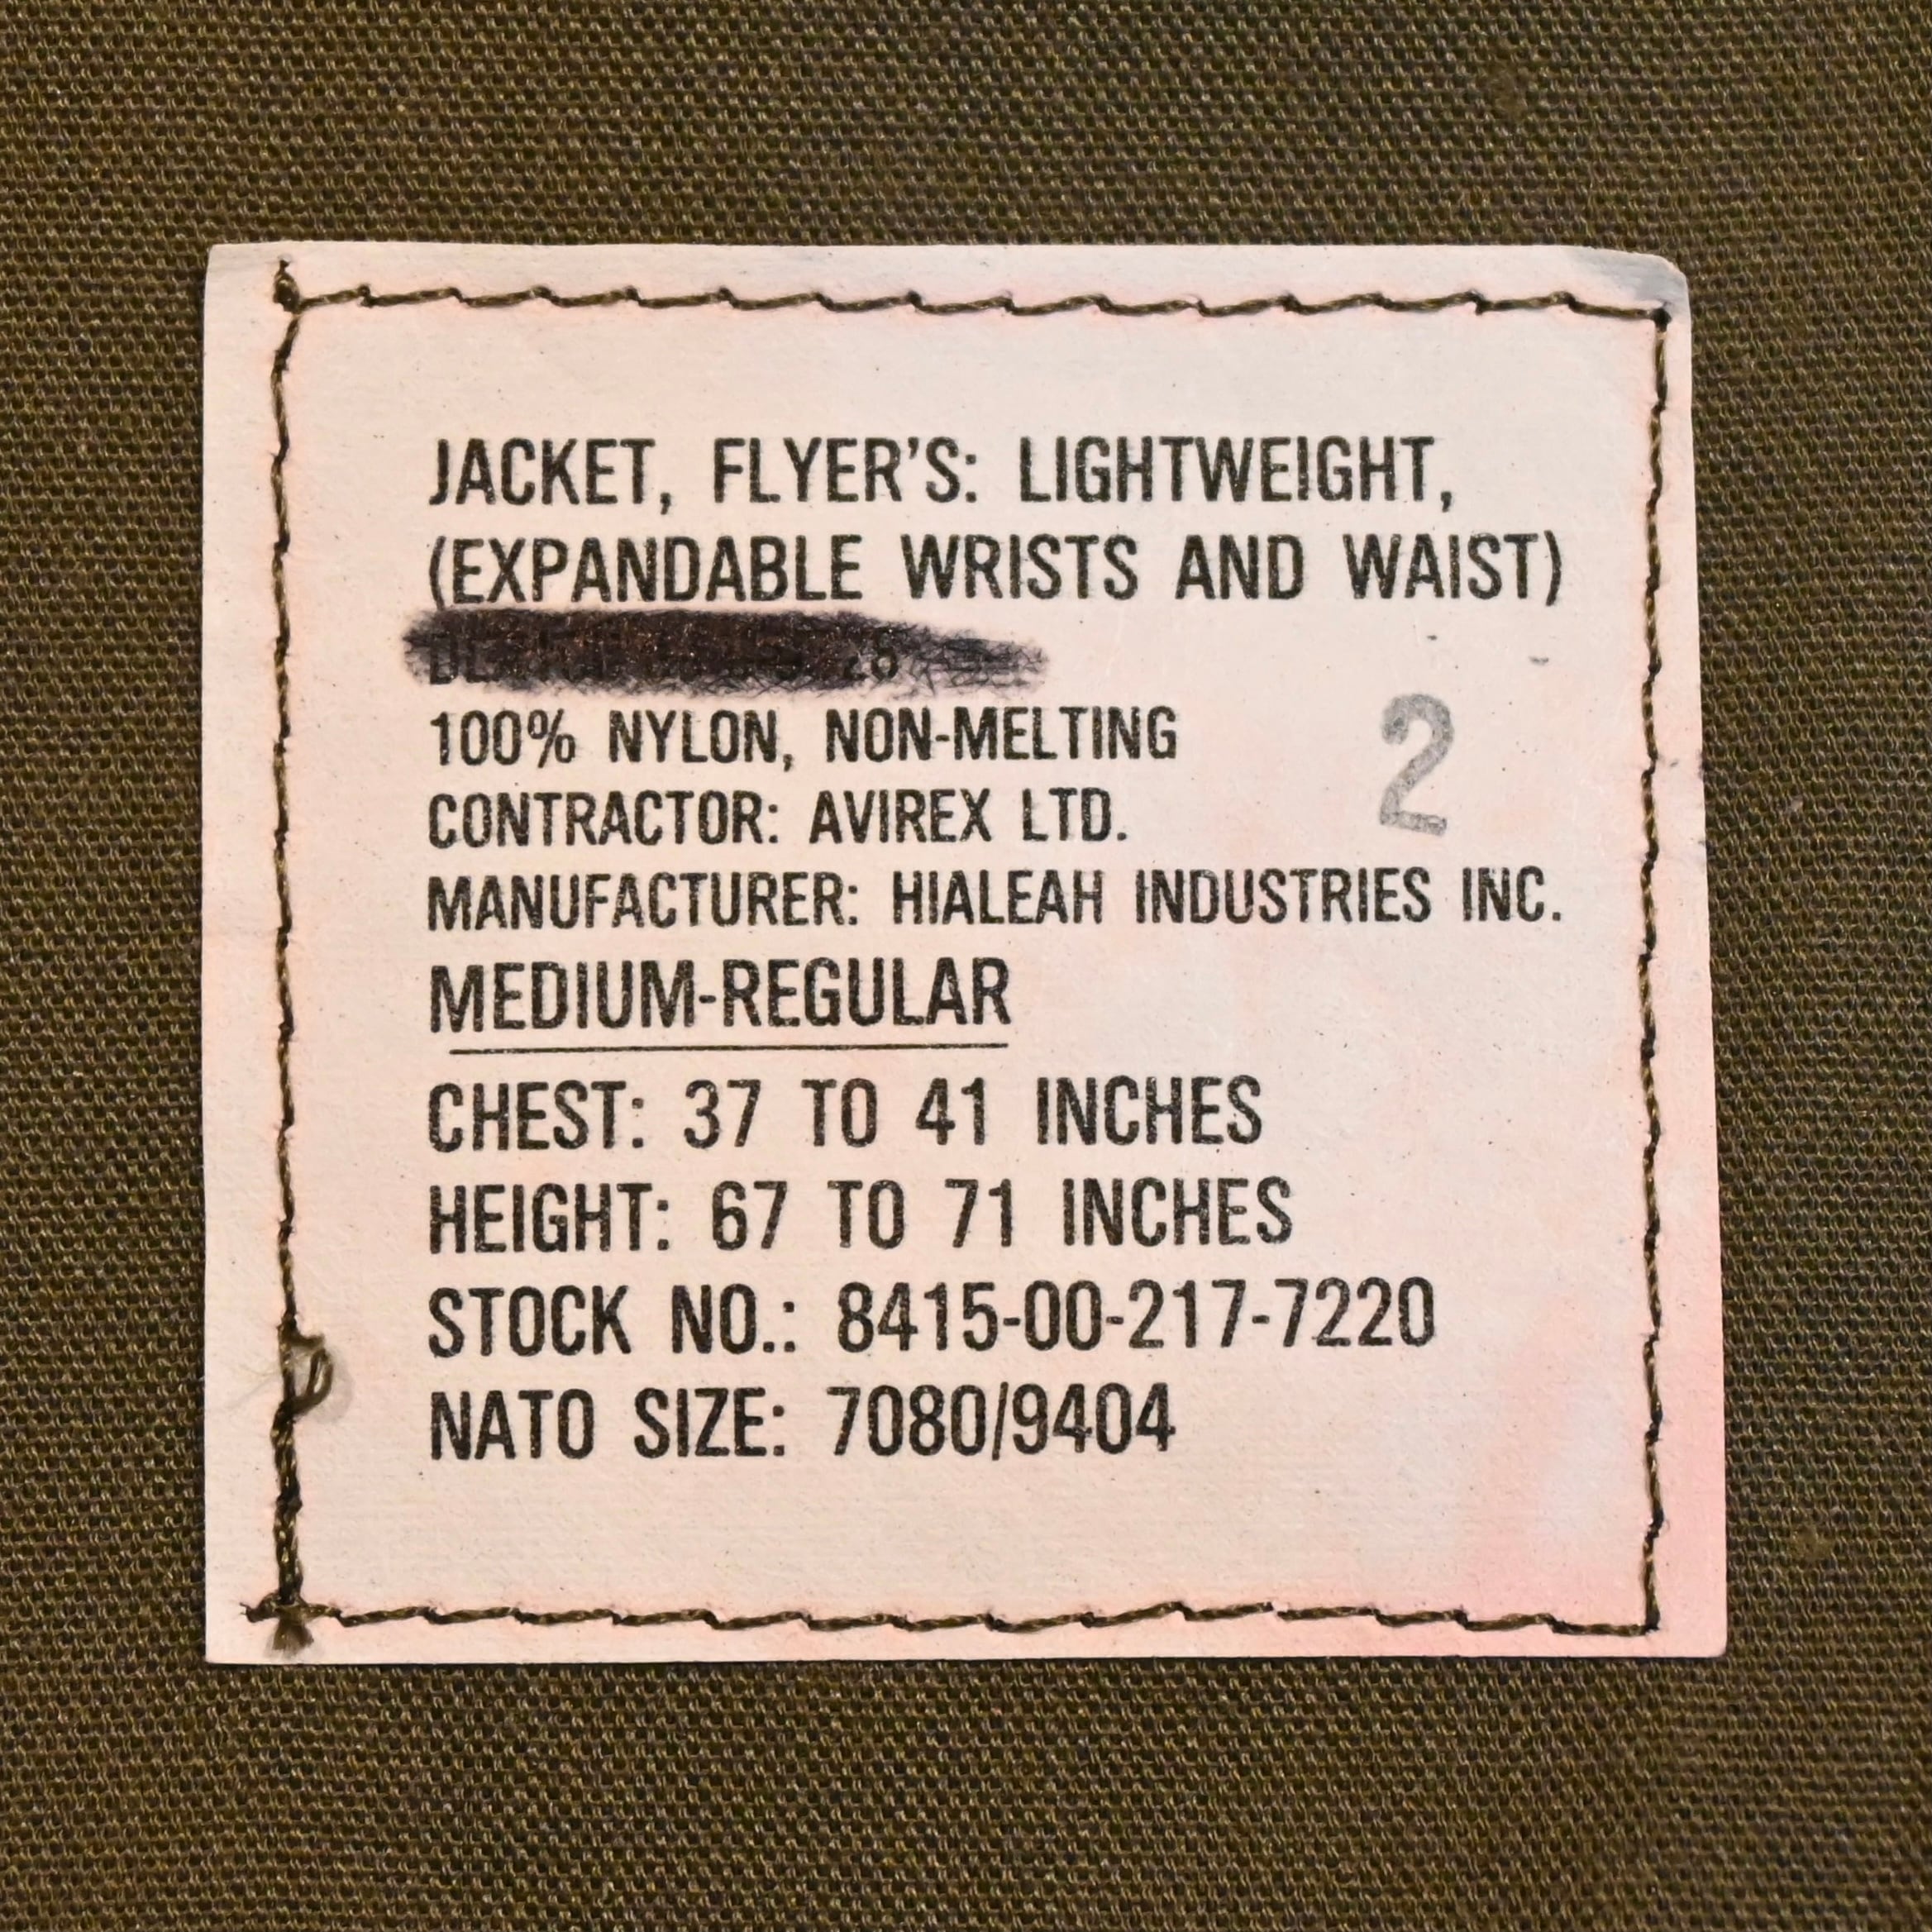 JACKET, FLYER'S: LIGHTWEIGHT,
(EXPANDABLE WRISTS AND WAIST)
100% NYLON, NON-MELTING
2
CONTRACTOR: AVIREX LTD.
MANUFACTURER: HIALEAH INDUSTRIES INC.
MEDIUM-REGULAR
CHEST: 37 TO 41 INCHES
HEIGHT: 67 TO 71 INCHES
STOCK NO.: 8415-00-217-7220
NATO SIZE: 7080/9404